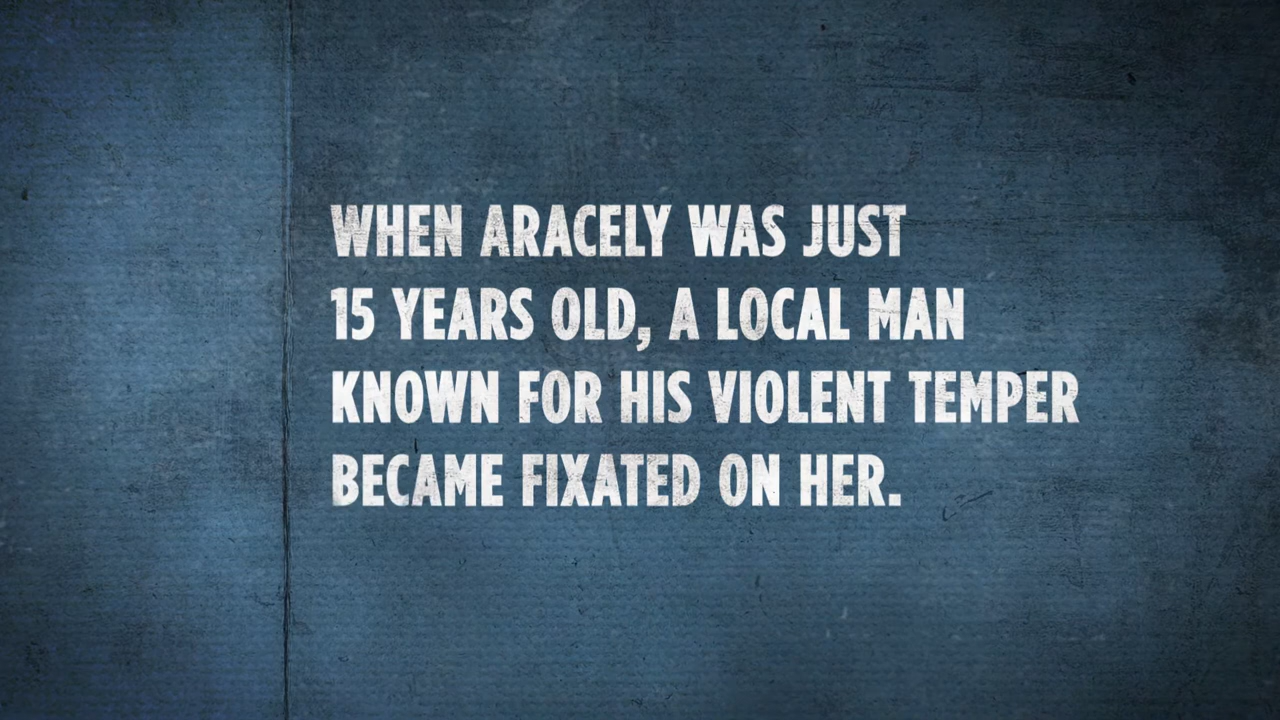 WHEN ARACELY WAS JUST
15 YEARS OLD, A LOCAL MAN
KNOWN FOR HIS VIOLENT TEMPER
BECAME FIXATED ON HER.